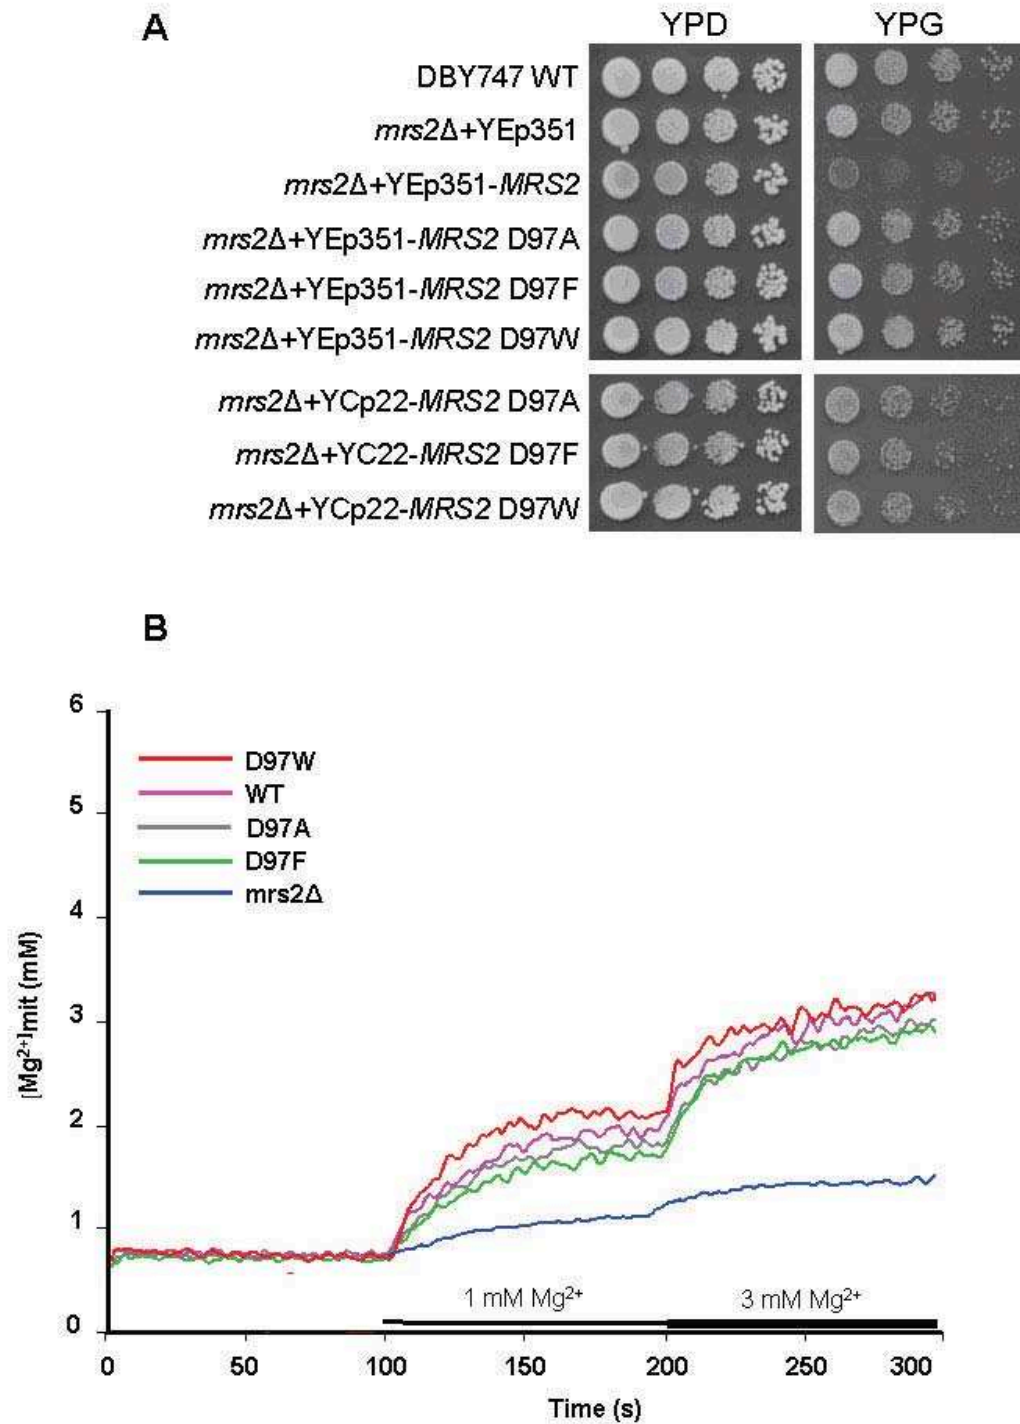 A
YPD YPG
DBY747 WT
mrs2Δ+YEp351
mrs2Δ+YEp351-MRS2
mrs2Δ+YEp351-MRS2 D97A
mrs2Δ+YEp351-MRS2 D97F
mrs2Δ+YEp351-MRS2 D97W
mrs2Δ+YCp22-MRS2 D97A
mrs2Δ+YC22-MRS2 D97F
mrs2Δ+YCp22-MRS2 D97W
B
6
5
4
3
2
1
0
[Mg²⁺]mit (mM)
D97W
WT
D97A
D97F
mrs2Δ
1 mM Mg²⁺ 3 mM Mg²⁺
0 50 100 150 200 250 300
Time (s)